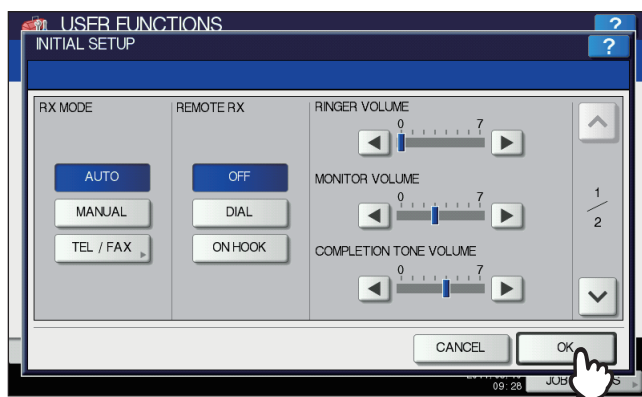 USER FUNCTIONS
?
INITIAL SETUP
?
RX MODE
REMOTE RX
RINGER VOLUME
0 7
AUTO
OFF
MONITOR VOLUME
0 7
1
2
MANUAL
DIAL
TEL / FAX
ON HOOK
COMPLETION TONE VOLUME
0 7
CANCEL
OK
09:28
JOB